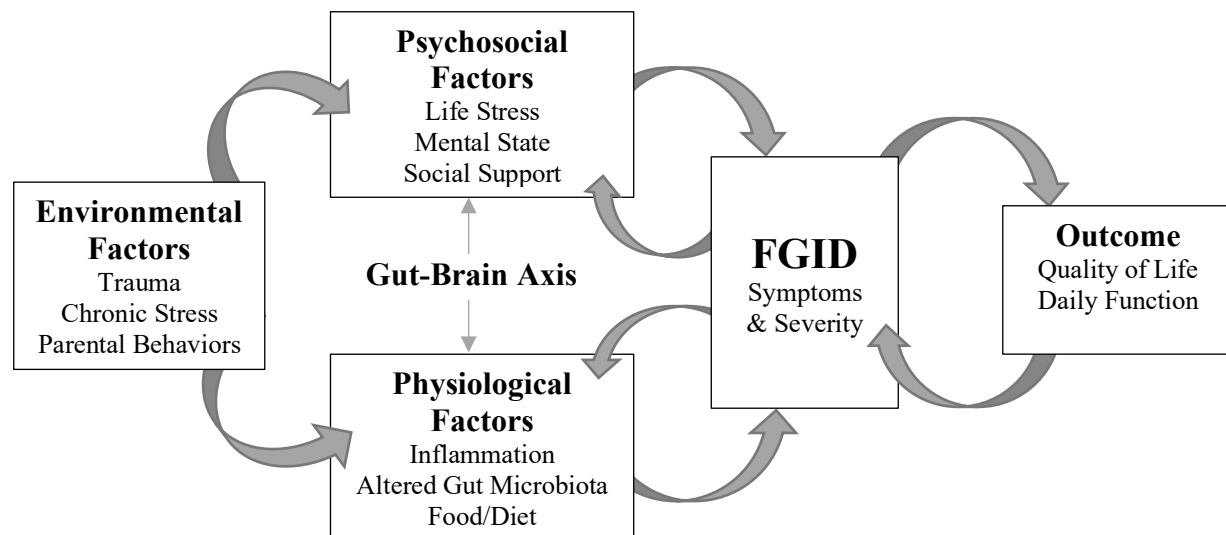 Psychosocial
Factors
Life Stress
Mental State
Social Support
Environmental
Factors
Trauma
Chronic Stress
Parental Behaviors
Gut-Brain Axis
Physiological
Factors
Inflammation
Altered Gut Microbiota
Food/Diet
FGID
Symptoms
& Severity
Outcome
Quality of Life
Daily Function